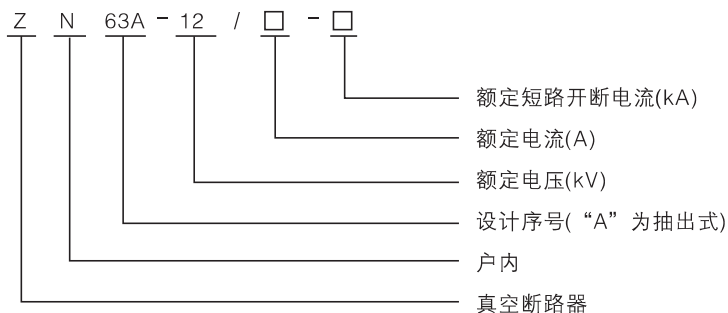 ZN63A-12/□-□
额定短路开断电流(kA)
额定电流(A)
额定电压(kV)
设计序号(“A”为抽出式)
户内
真空断路器